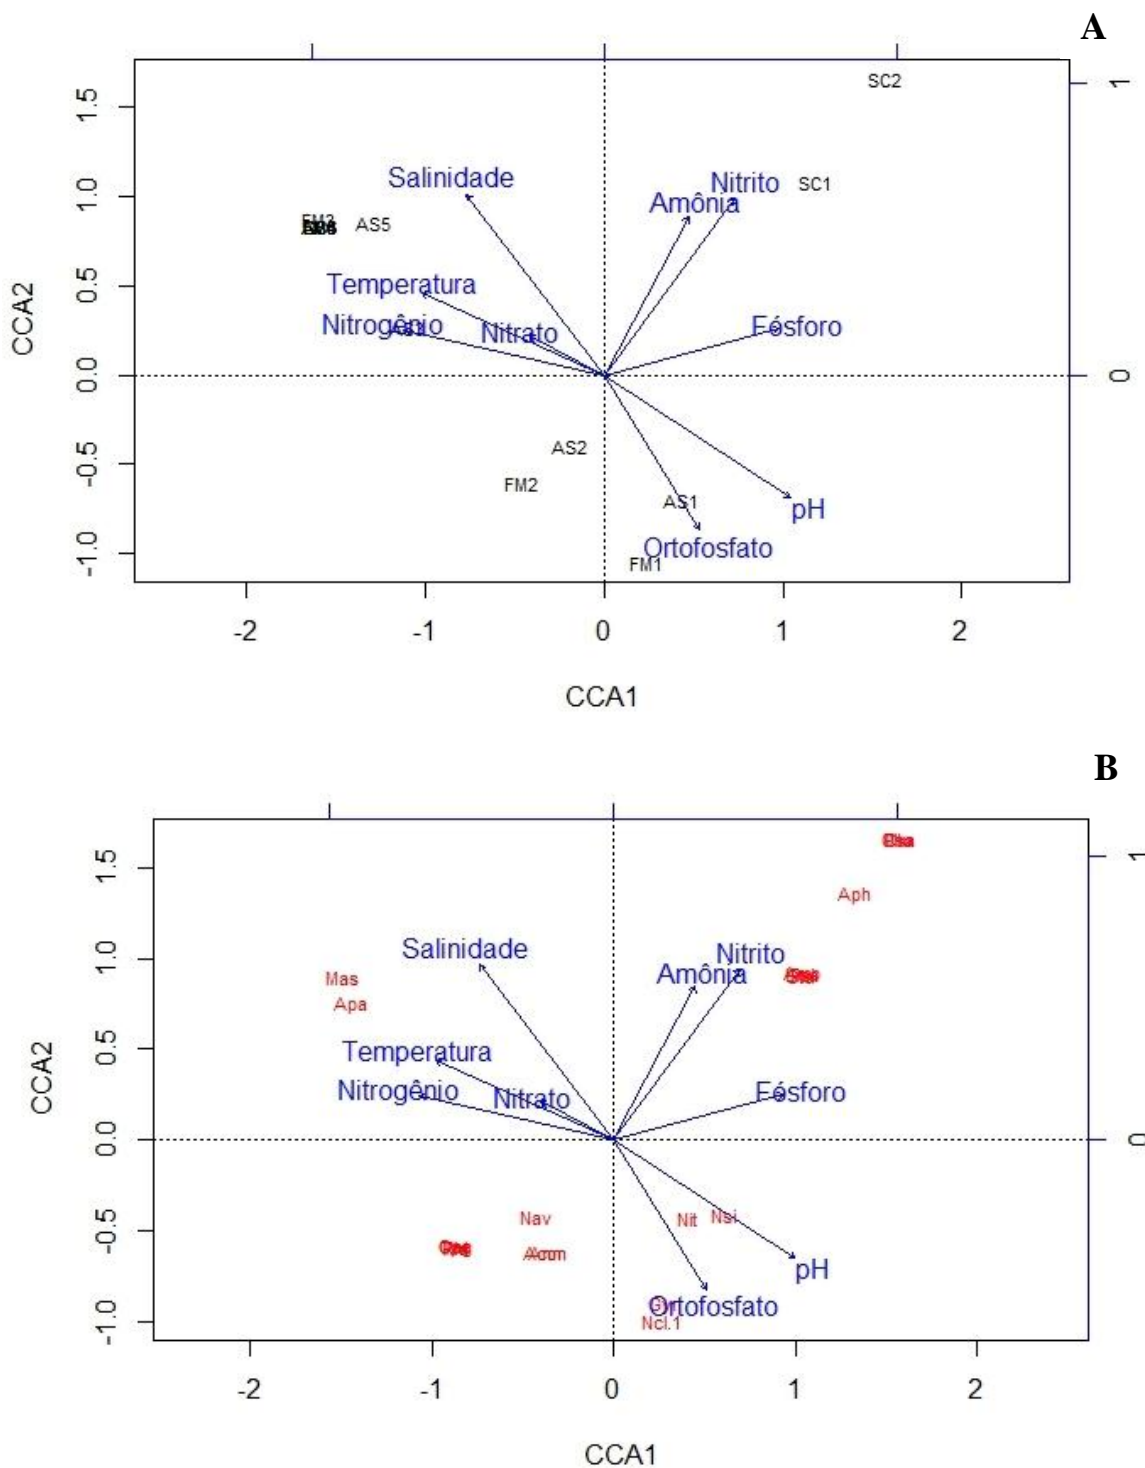 A
SC2
1
1.5
Salinidade
Nitrito
SC1
Amônia
1.0
FM3
AS5
Temperatura
0.5
Nitrogênio
Nitrato
Fósforo
CCA2
0.0
0
AS2
-0.5
FM2
AS1
pH
Ortofosfato
-1.0
FM1
-2
-1
0
1
2
CCA1
B
1
1.5
Aph
Salinidade
Nitrito
1.0
Mas
Amônia
Apa
Temperatura
0.5
Nitrogênio
Nitrato
Fósforo
CCA2
0.0
0
Nav
Nit
Nsi
-0.5
pH
Ortofosfato
-1.0
Ncl.1
-2
-1
0
1
2
CCA1